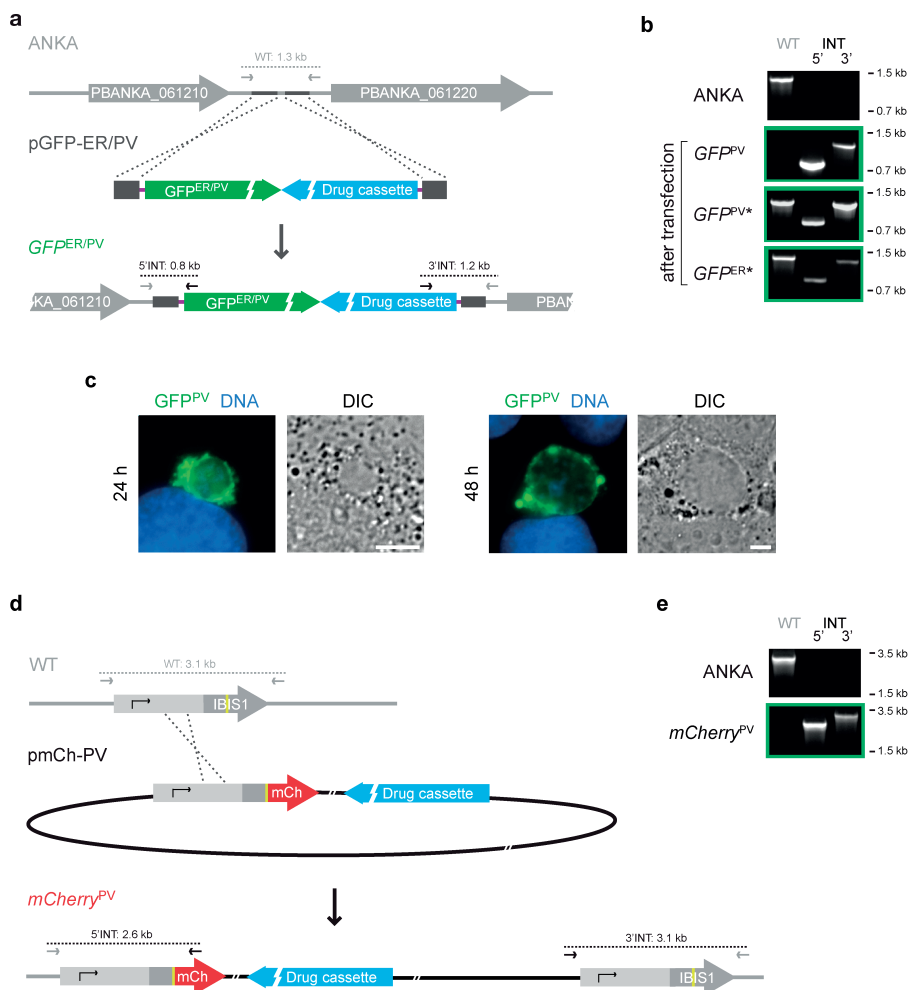 a
ANKA
WT: 1.3 kb
PBANKA_061210
PBANKA_061220
pGFP-ER/PV
GFPER/PV
Drug cassette
GFPER/PV
5’INT: 0.8 kb
3’INT: 1.2 kb
KA_061210
GFPER/PV
Drug cassette
PBAN
b
WT
INT
5’ 3’
ANKA
- 1.5 kb
- 0.7 kb
after transfection
GFPPV
- 1.5 kb
- 0.7 kb
GFPPV*
- 1.5 kb
- 0.7 kb
GFPER*
- 1.5 kb
- 0.7 kb
c
GFPPV DNA
DIC
24 h
GFPPV DNA
DIC
48 h
d
WT
WT: 3.1 kb
IBIS1
pmCh-PV
mCh
Drug cassette
mCherryPV
5’INT: 2.6 kb
3’INT: 3.1 kb
mCh
Drug cassette
IBIS1
e
WT
INT
5’ 3’
ANKA
- 3.5 kb
- 1.5 kb
mCherryPV
- 3.5 kb
- 1.5 kb